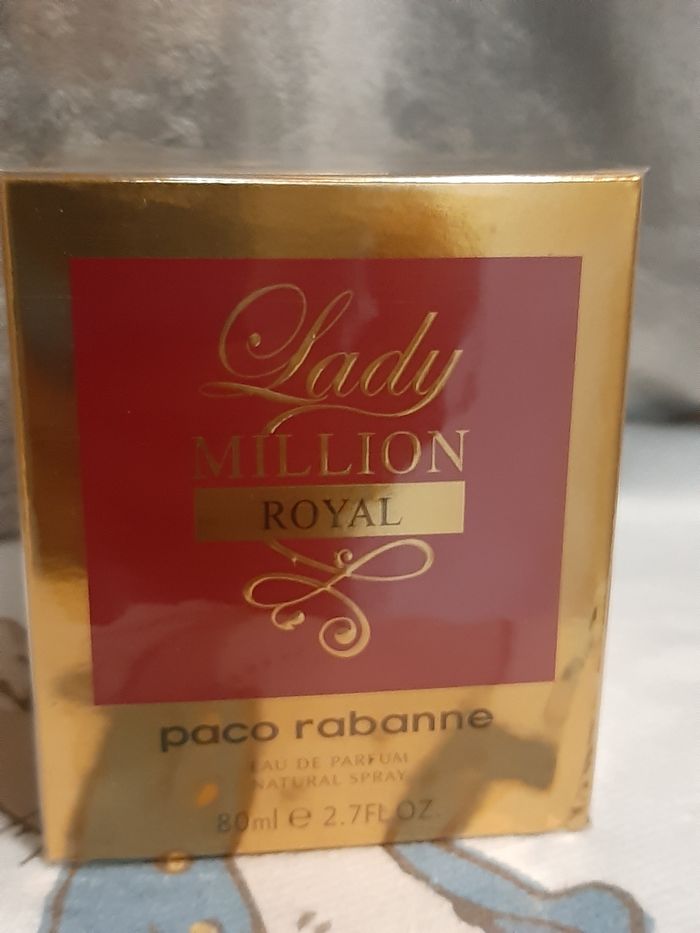 Lady
MILLION
ROYAL
paco rabanne
EAU DE PARFUM
NATURAL SPRAY
80ml e 2.7FL.OZ.